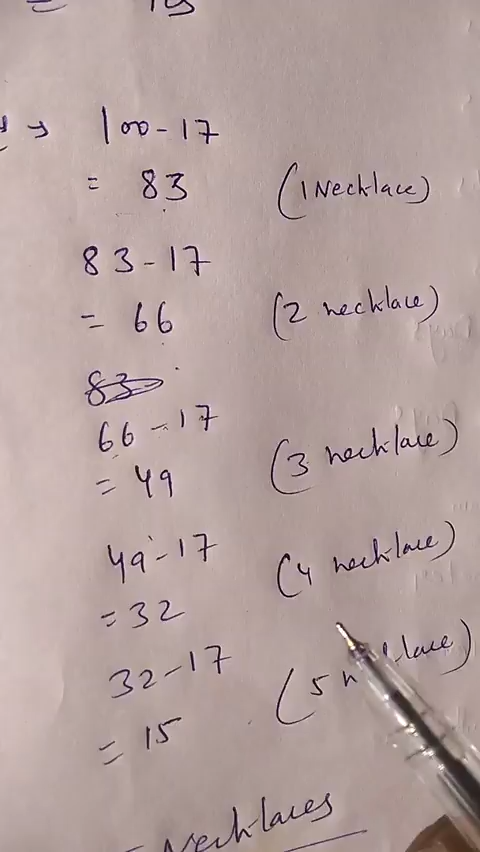 → 100-17
= 83 (1 Necklace)
83-17
= 66 (2 necklace)
66-17
= 49 (3 necklace)
49-17 (4 necklace)
= 32
32-17 (5
= 15
Necklaces